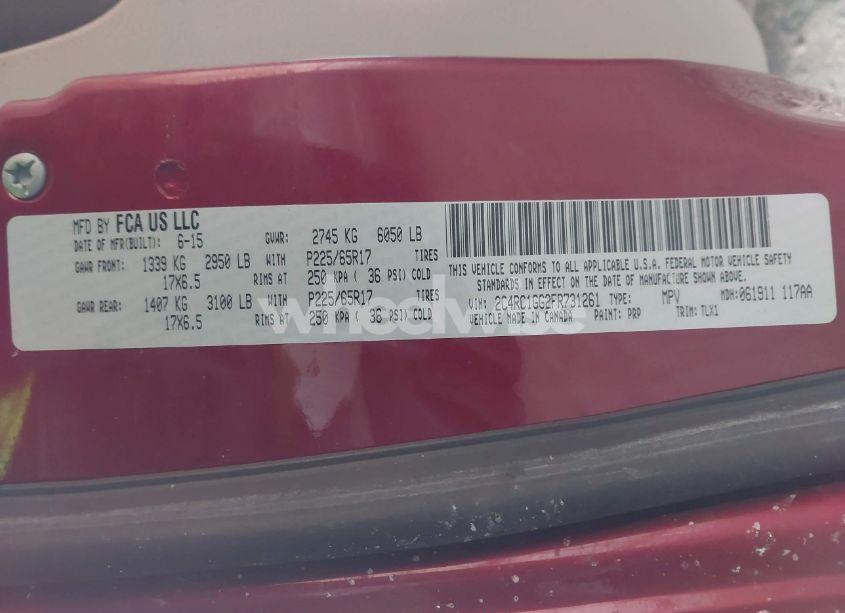 MFD BY FCA US LLC
DATE OF MFR(BUILT): 6-15 GVWR: 2745 KG 6050 LB
GAWR FRONT: 1339 KG 2950 LB WITH P225/65R17 TIRES
17X6.5 RIMS AT 250 KPA( 36 PSI) COLD
GAWR REAR: 1407 KG 3100 LB WITH P225/65R17 TIRES
17X6.5 RIMS AT 250 KPA( 36 PSI) COLD
THIS VEHICLE CONFORMS TO ALL APPLICABLE U.S.A. FEDERAL MOTOR VEHICLE SAFETY
STANDARDS IN EFFECT ON THE DATE OF MANUFACTURE SHOWN ABOVE.
VIN: 2C4RC1GG2FR731261 TYPE: MPV MDH:061911 117AA
VEHICLE MADE IN CANADA PAINT: PRP TRIM: TLX1